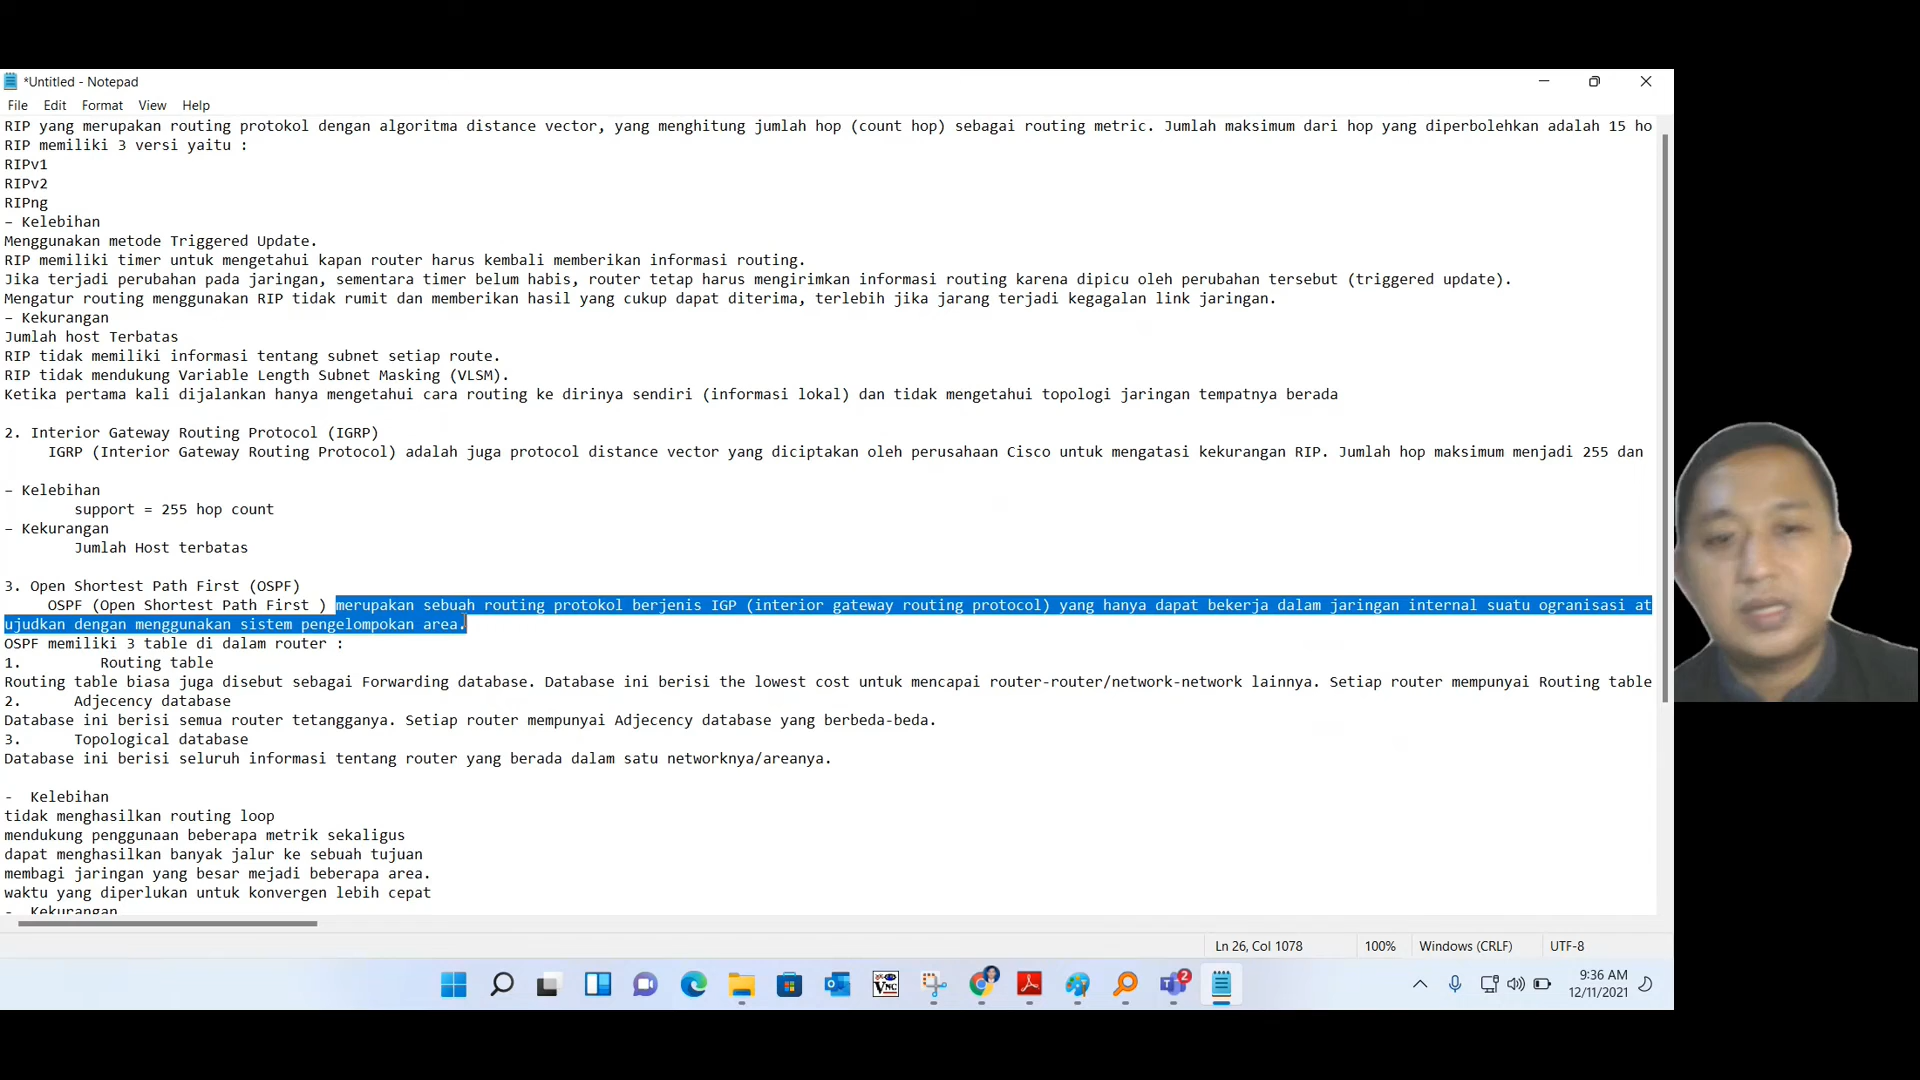 *Untitled - Notepad
File Edit Format View Help
RIP yang merupakan routing protokol dengan algoritma distance vector, yang menghitung jumlah hop (count hop) sebagai routing metric. Jumlah maksimum dari hop yang diperbolehkan adalah 15 ho
RIP memiliki 3 versi yaitu :
RIPv1
RIPv2
RIPng
– Kelebihan
Menggunakan metode Triggered Update.
RIP memiliki timer untuk mengetahui kapan router harus kembali memberikan informasi routing.
Jika terjadi perubahan pada jaringan, sementara timer belum habis, router tetap harus mengirimkan informasi routing karena dipicu oleh perubahan tersebut (triggered update).
Mengatur routing menggunakan RIP tidak rumit dan memberikan hasil yang cukup dapat diterima, terlebih jika jarang terjadi kegagalan link jaringan.
– Kekurangan
Jumlah host Terbatas
RIP tidak memiliki informasi tentang subnet setiap route.
RIP tidak mendukung Variable Length Subnet Masking (VLSM).
Ketika pertama kali dijalankan hanya mengetahui cara routing ke dirinya sendiri (informasi lokal) dan tidak mengetahui topologi jaringan tempatnya berada
2. Interior Gateway Routing Protocol (IGRP)
IGRP (Interior Gateway Routing Protocol) adalah juga protocol distance vector yang diciptakan oleh perusahaan Cisco untuk mengatasi kekurangan RIP. Jumlah hop maksimum menjadi 255 dan
– Kelebihan
support = 255 hop count
– Kekurangan
Jumlah Host terbatas
3. Open Shortest Path First (OSPF)
OSPF (Open Shortest Path First ) merupakan sebuah routing protokol berjenis IGP (interior gateway routing protocol) yang hanya dapat bekerja dalam jaringan internal suatu ogranisasi at
ujudkan dengan menggunakan sistem pengelompokan area.
OSPF memiliki 3 table di dalam router :
1. Routing table
Routing table biasa juga disebut sebagai Forwarding database. Database ini berisi the lowest cost untuk mencapai router-router/network-network lainnya. Setiap router mempunyai Routing table
2. Adjecency database
Database ini berisi semua router tetangganya. Setiap router mempunyai Adjecency database yang berbeda-beda.
3. Topological database
Database ini berisi seluruh informasi tentang router yang berada dalam satu networknya/areanya.
- Kelebihan
tidak menghasilkan routing loop
mendukung penggunaan beberapa metrik sekaligus
dapat menghasilkan banyak jalur ke sebuah tujuan
membagi jaringan yang besar mejadi beberapa area.
waktu yang diperlukan untuk konvergen lebih cepat
- Kekurangan
Ln 26, Col 1078 100% Windows (CRLF) UTF-8
VNC
2
9:36 AM
12/11/2021